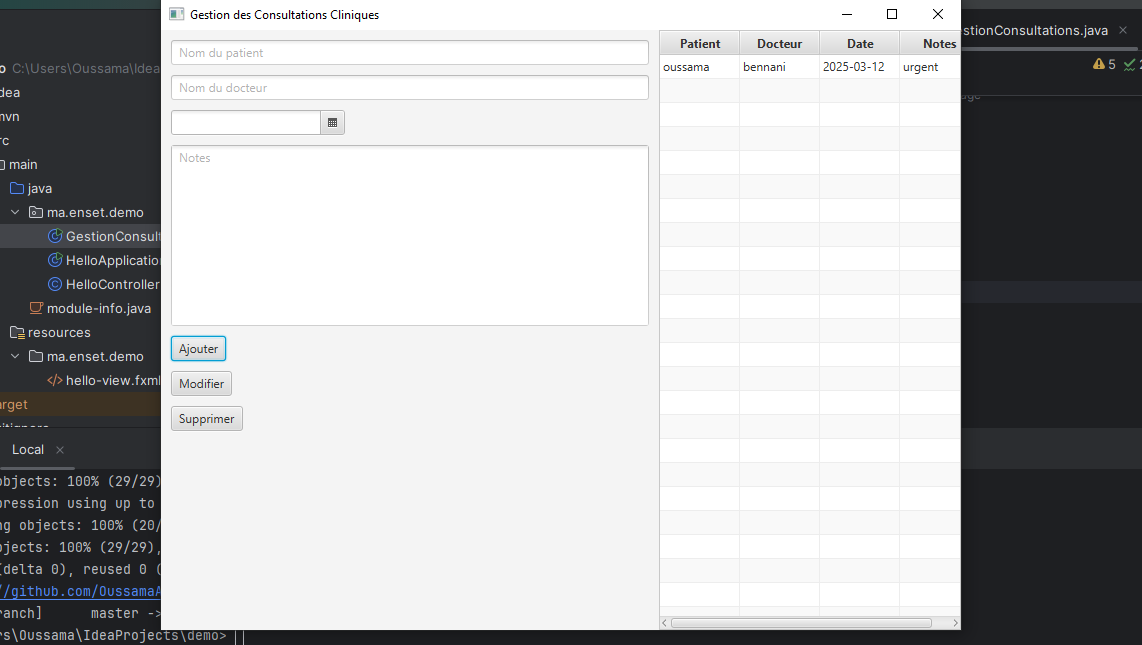 Gestion des Consultations Cliniques
Nom du patient
Nom du docteur
Notes
Ajouter
Modifier
Supprimer
Patient Docteur Date Notes
oussama bennani 2025-03-12 urgent
stionConsultations.java
5
C:\Users\Oussama\Idea
main
java
ma.enset.demo
GestionConsult
HelloApplication
HelloController
module-info.java
resources
ma.enset.demo
hello-view.fxml
arget
Local
objects: 100% (29/29)
pression using up to
ng objects: 100% (20/
bjects: 100% (29/29),
(delta 0), reused 0 (
//github.com/OussamaA
ranch] master ->
rs\Oussama\IdeaProjects\demo>